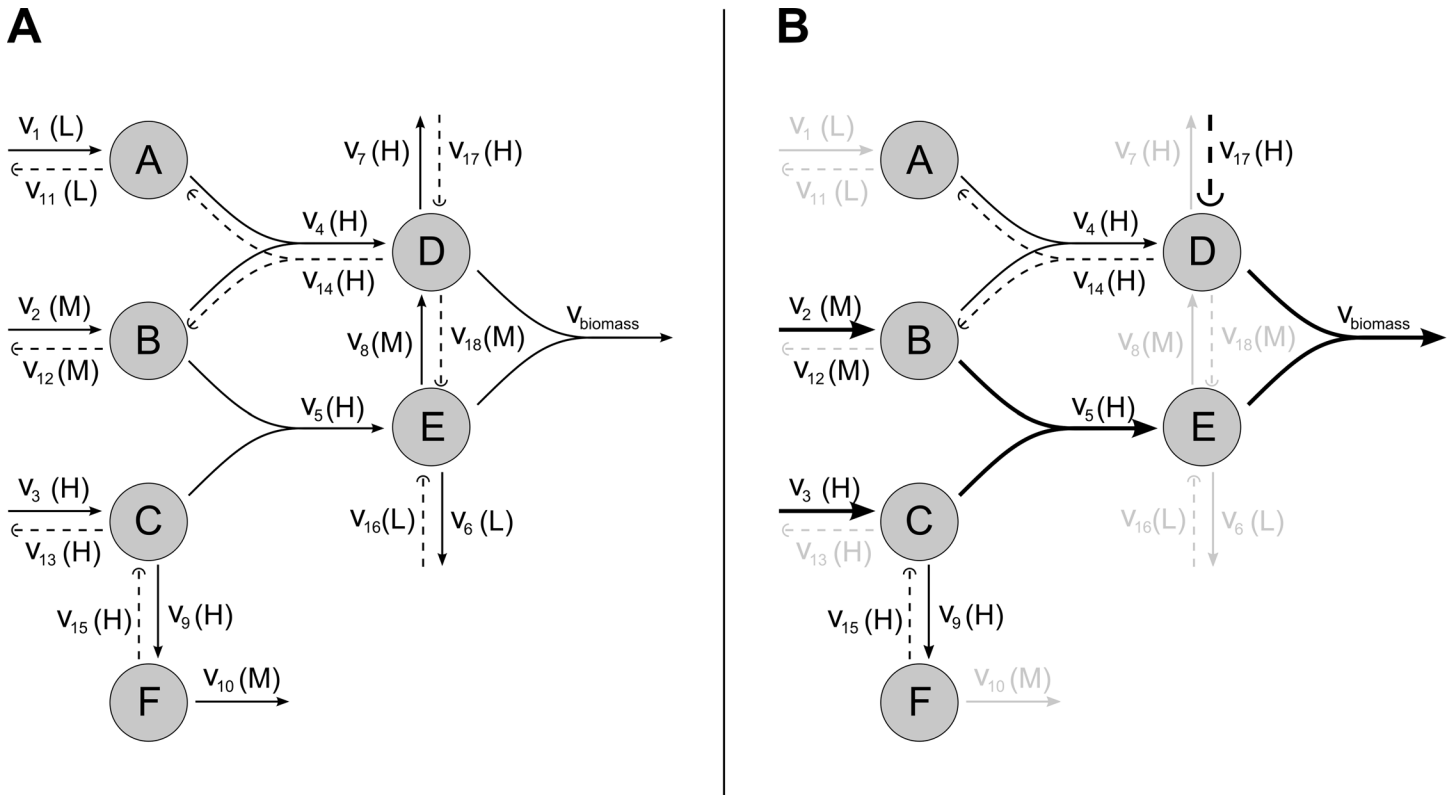 A
v1 (L)
v11 (L)
A
v7 (H)
v17 (H)
v4 (H)
D
v14 (H)
v2 (M)
B
v12 (M)
v8 (M)
v18 (M)
vbiomass
v5 (H)
E
v3 (H)
C
v13 (H)
v16 (L)
v6 (L)
v15 (H)
v9 (H)
F
v10 (M)
B
v1 (L)
v11 (L)
A
v7 (H)
v17 (H)
v4 (H)
D
v14 (H)
v2 (M)
B
v12 (M)
v8 (M)
v18 (M)
vbiomass
v5 (H)
E
v3 (H)
C
v13 (H)
v16 (L)
v6 (L)
v15 (H)
v9 (H)
F
v10 (M)